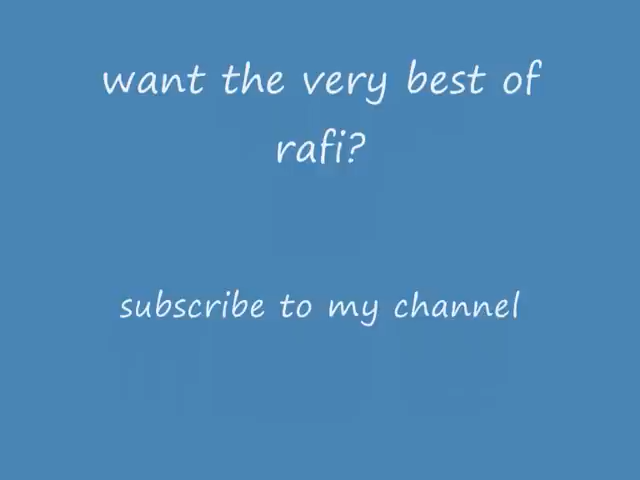 want the very best of
rafi?
subscribe to my channel